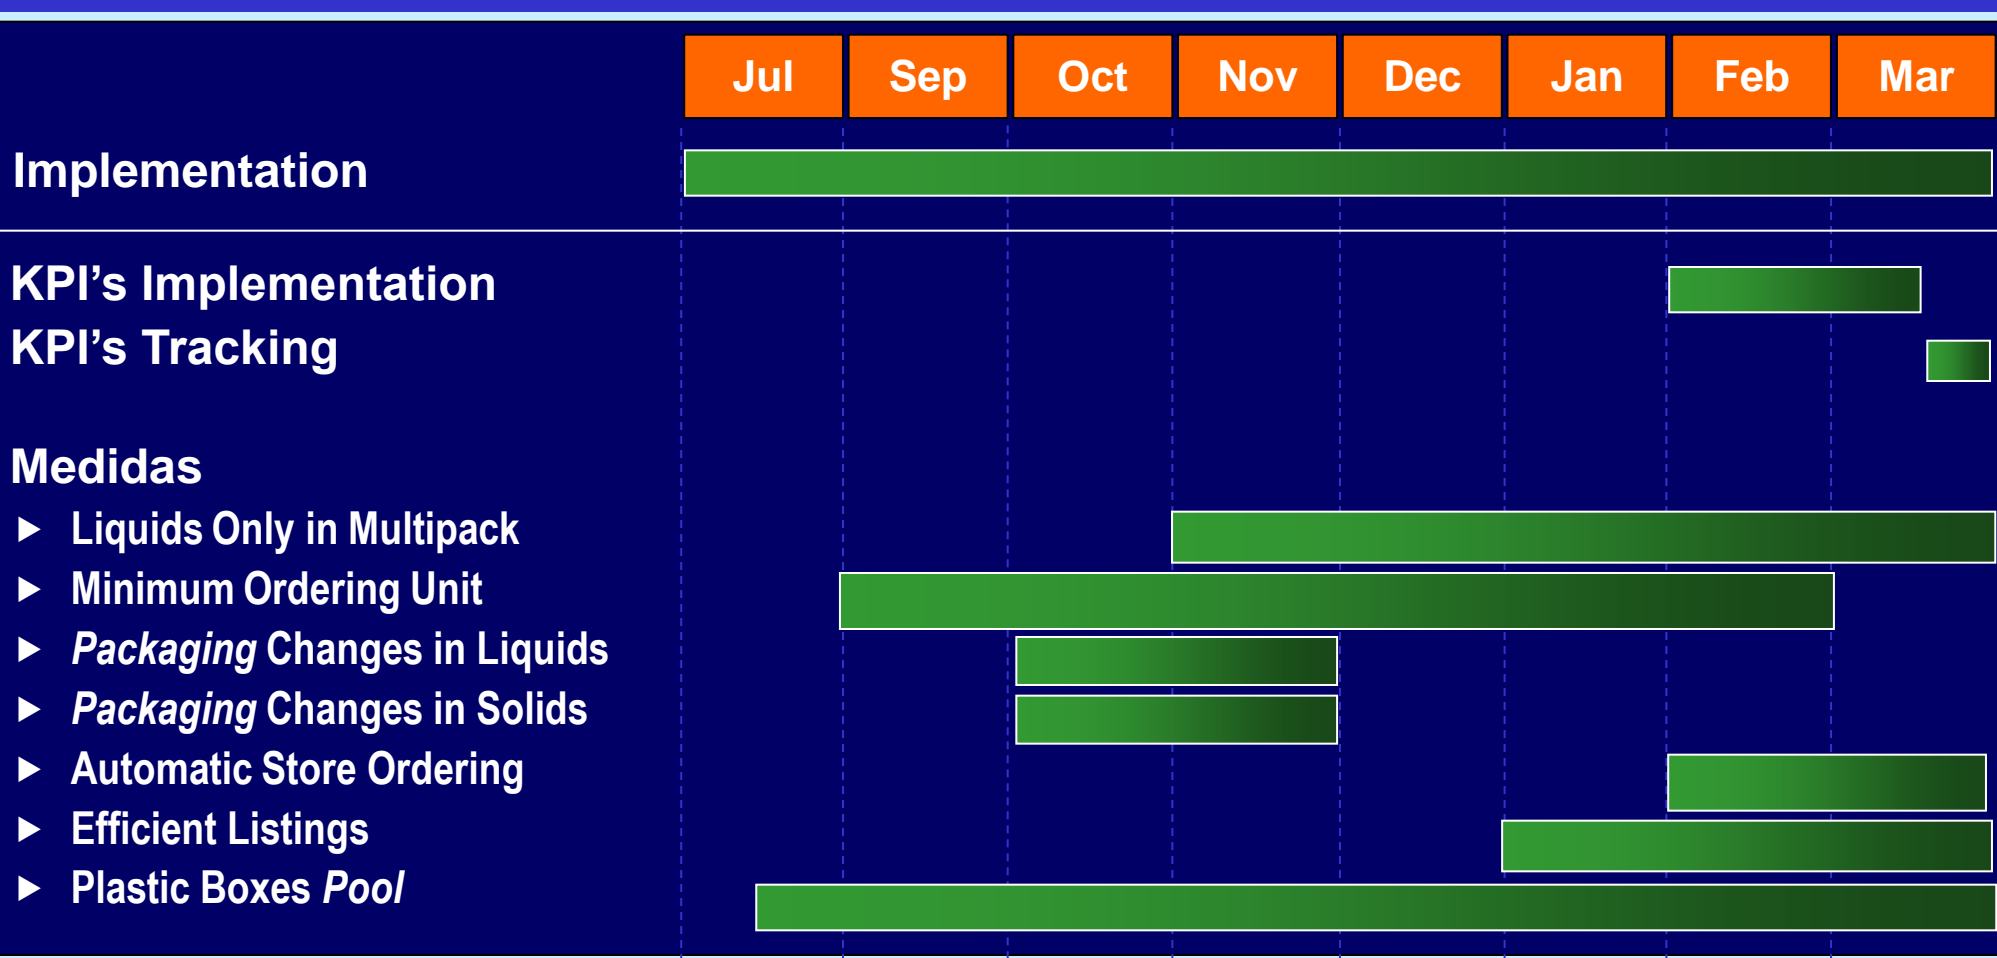 Jul Sep Oct Nov Dec Jan Feb Mar
Implementation
KPI’s Implementation
KPI’s Tracking
Medidas
► Liquids Only in Multipack
► Minimum Ordering Unit
► Packaging Changes in Liquids
► Packaging Changes in Solids
► Automatic Store Ordering
► Efficient Listings
► Plastic Boxes Pool